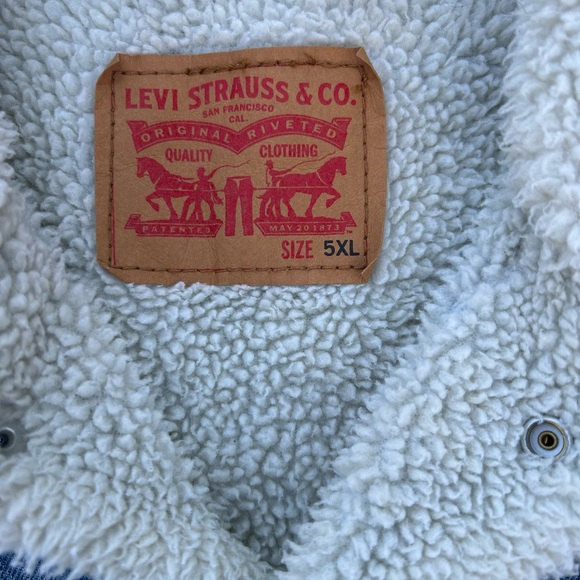 LEVI STRAUSS & CO.
SAN FRANCISCO
CAL.
ORIGINAL RIVETED
QUALITY CLOTHING
PATENTED MAY 20 1873
SIZE 5XL